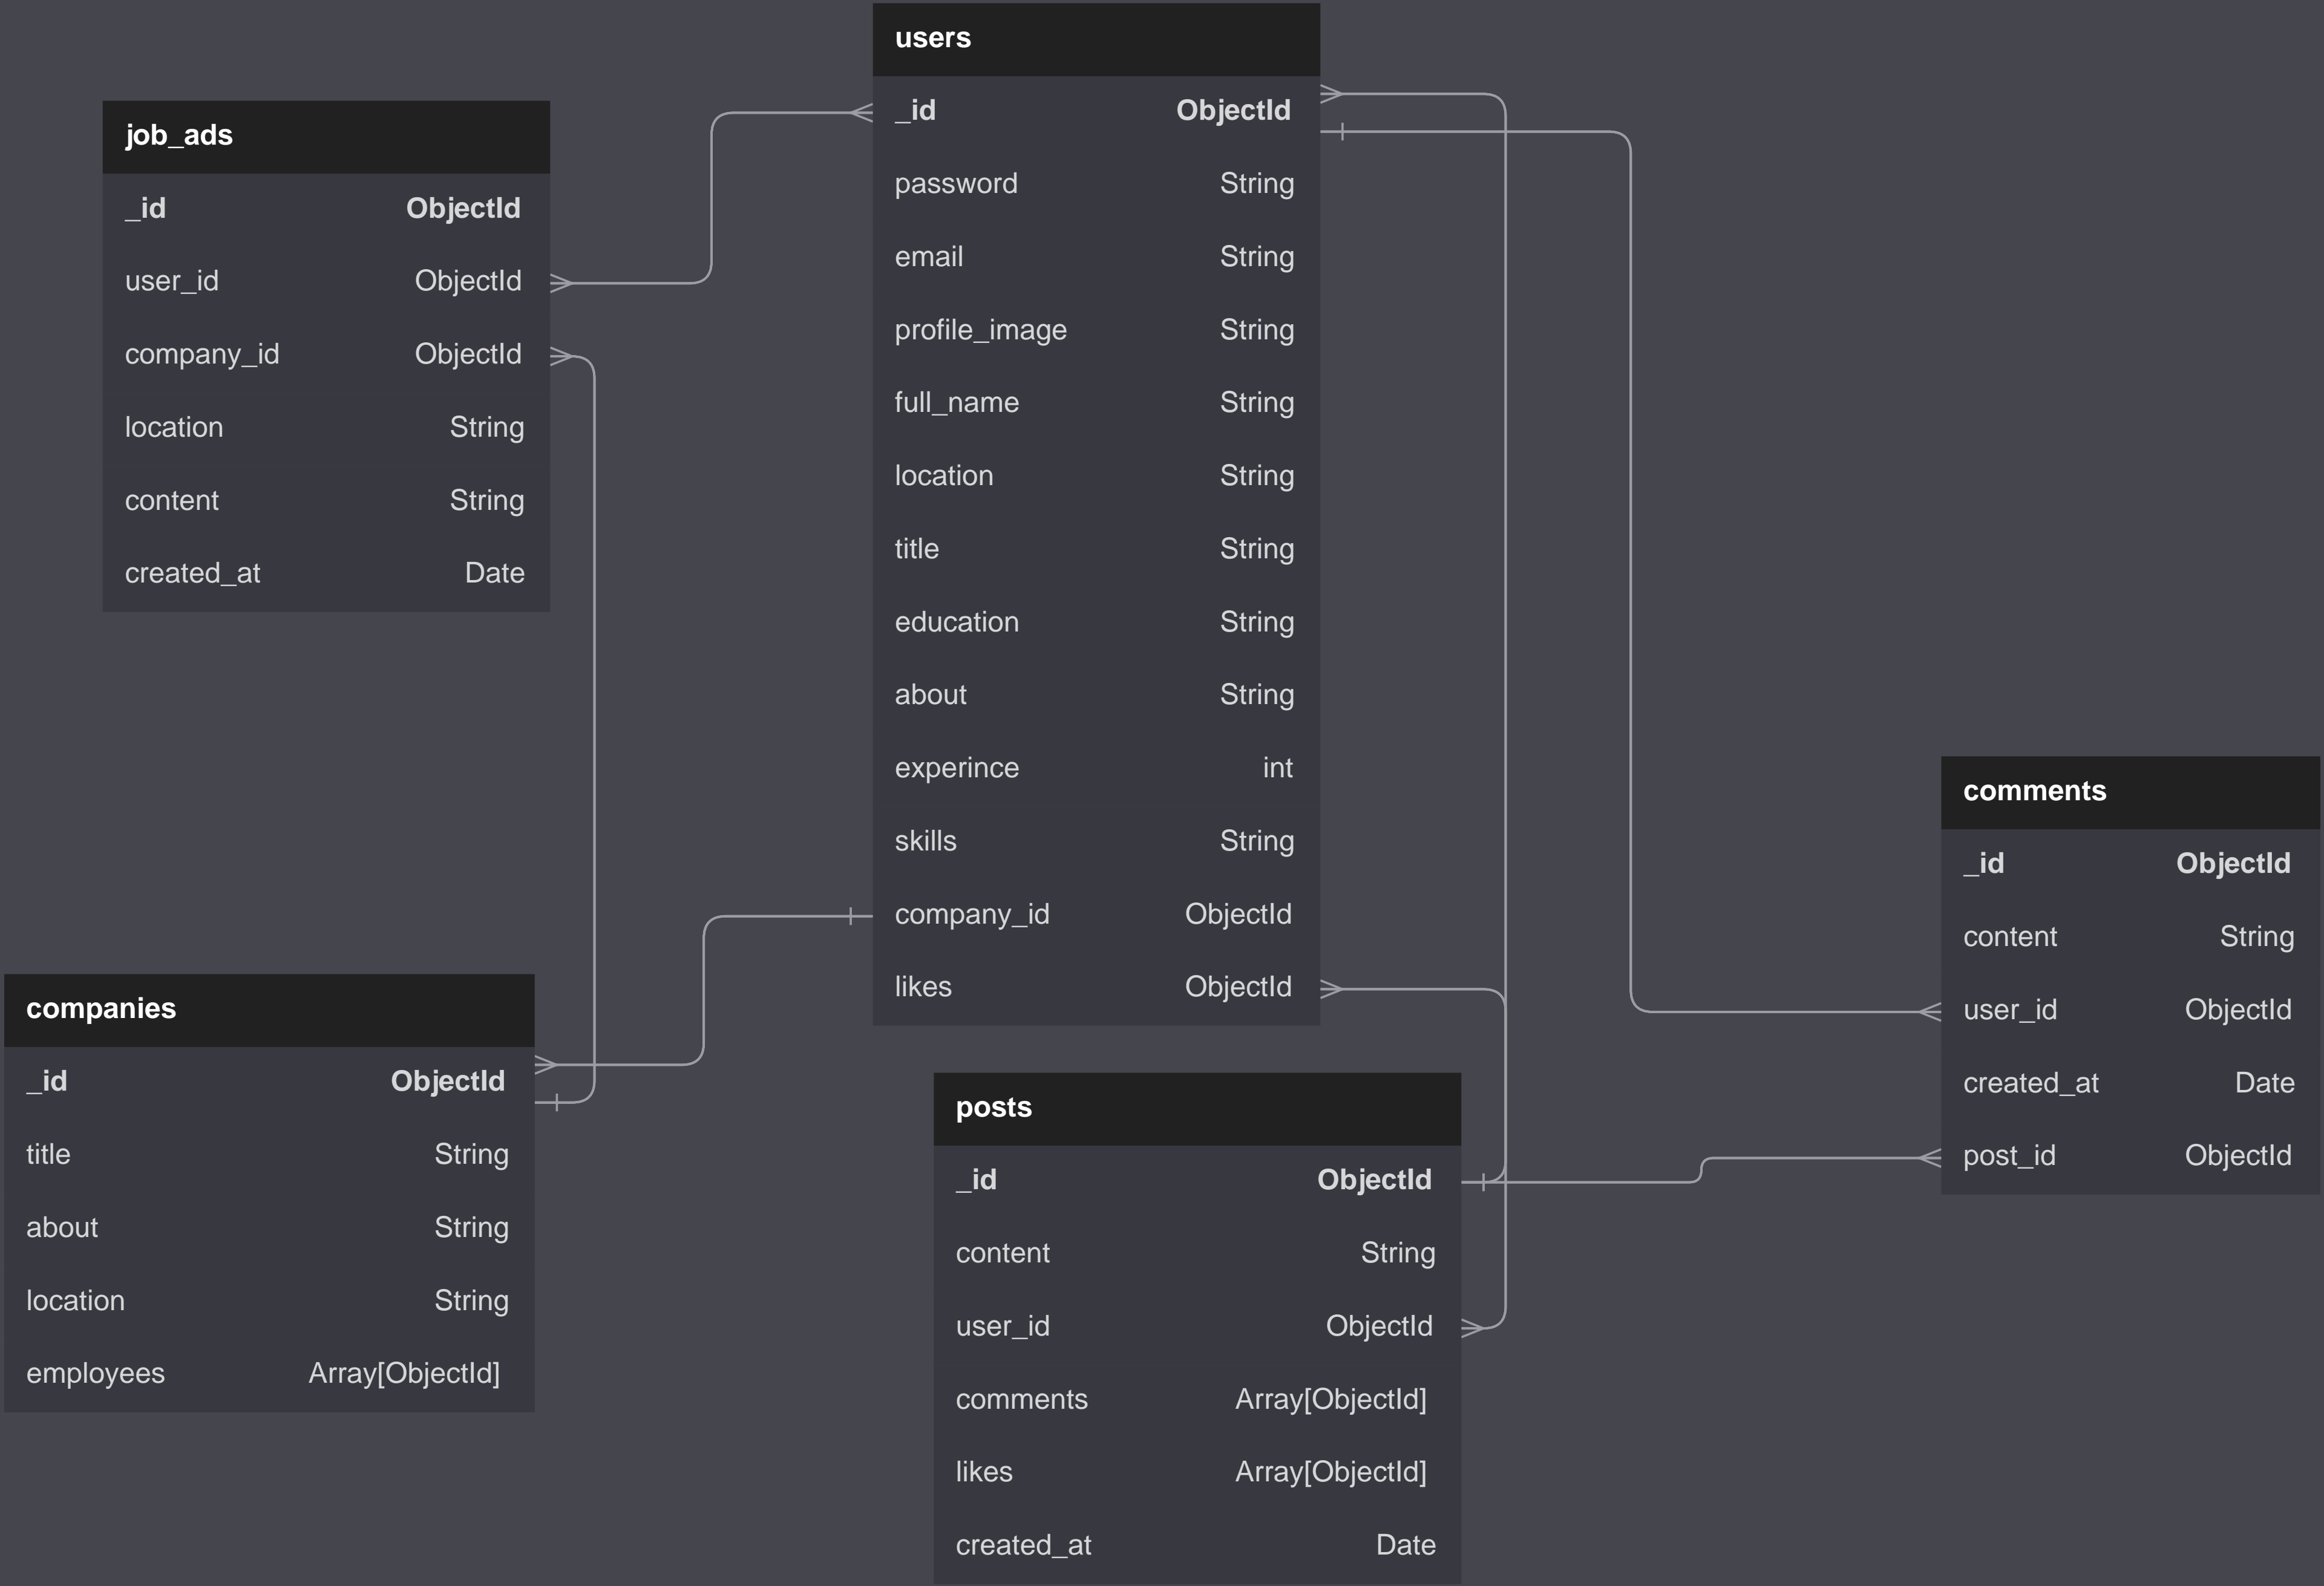 users
_id ObjectId
password String
email String
profile_image String
full_name String
location String
title String
education String
about String
experince int
skills String
company_id ObjectId
likes ObjectId
job_ads
_id ObjectId
user_id ObjectId
company_id ObjectId
location String
content String
created_at Date
companies
_id ObjectId
title String
about String
location String
employees Array[ObjectId]
posts
_id ObjectId
content String
user_id ObjectId
comments Array[ObjectId]
likes Array[ObjectId]
created_at Date
comments
_id ObjectId
content String
user_id ObjectId
created_at Date
post_id ObjectId